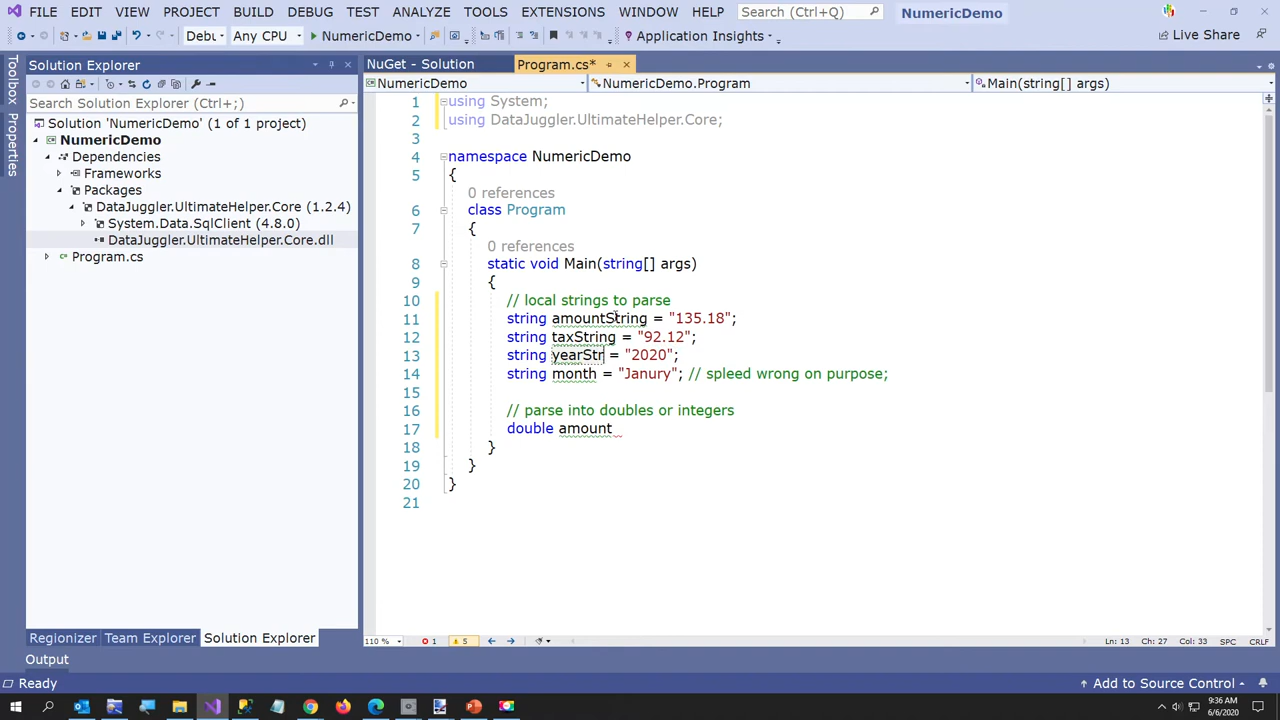 FILE EDIT VIEW PROJECT BUILD DEBUG TEST ANALYZE TOOLS EXTENSIONS WINDOW HELP Search (Ctrl+Q) NumericDemo
Debu Any CPU NumericDemo Application Insights Live Share
Toolbox
Properties
Solution Explorer
Search Solution Explorer (Ctrl+;)
Solution 'NumericDemo' (1 of 1 project)
NumericDemo
Dependencies
Frameworks
Packages
DataJuggler.UltimateHelper.Core (1.2.4)
System.Data.SqlClient (4.8.0)
DataJuggler.UltimateHelper.Core.dll
Program.cs
Regionizer Team Explorer Solution Explorer
NuGet - Solution Program.cs*
NumericDemo NumericDemo.Program Main(string[] args)
1 using System;
2 using DataJuggler.UltimateHelper.Core;
3
4 namespace NumericDemo
5 {
0 references
6 class Program
7 {
0 references
8 static void Main(string[] args)
9 {
10 // local strings to parse
11 string amountString = "135.18";
12 string taxString = "92.12";
13 string yearStr = "2020";
14 string month = "Janury"; // spleed wrong on purpose;
15
16 // parse into doubles or integers
17 double amount
18 }
19 }
20 }
21
110 % 1 5 Ln: 13 Ch: 27 Col: 33 SPC CRLF
Output
Ready Add to Source Control
9:36 AM
6/6/2020